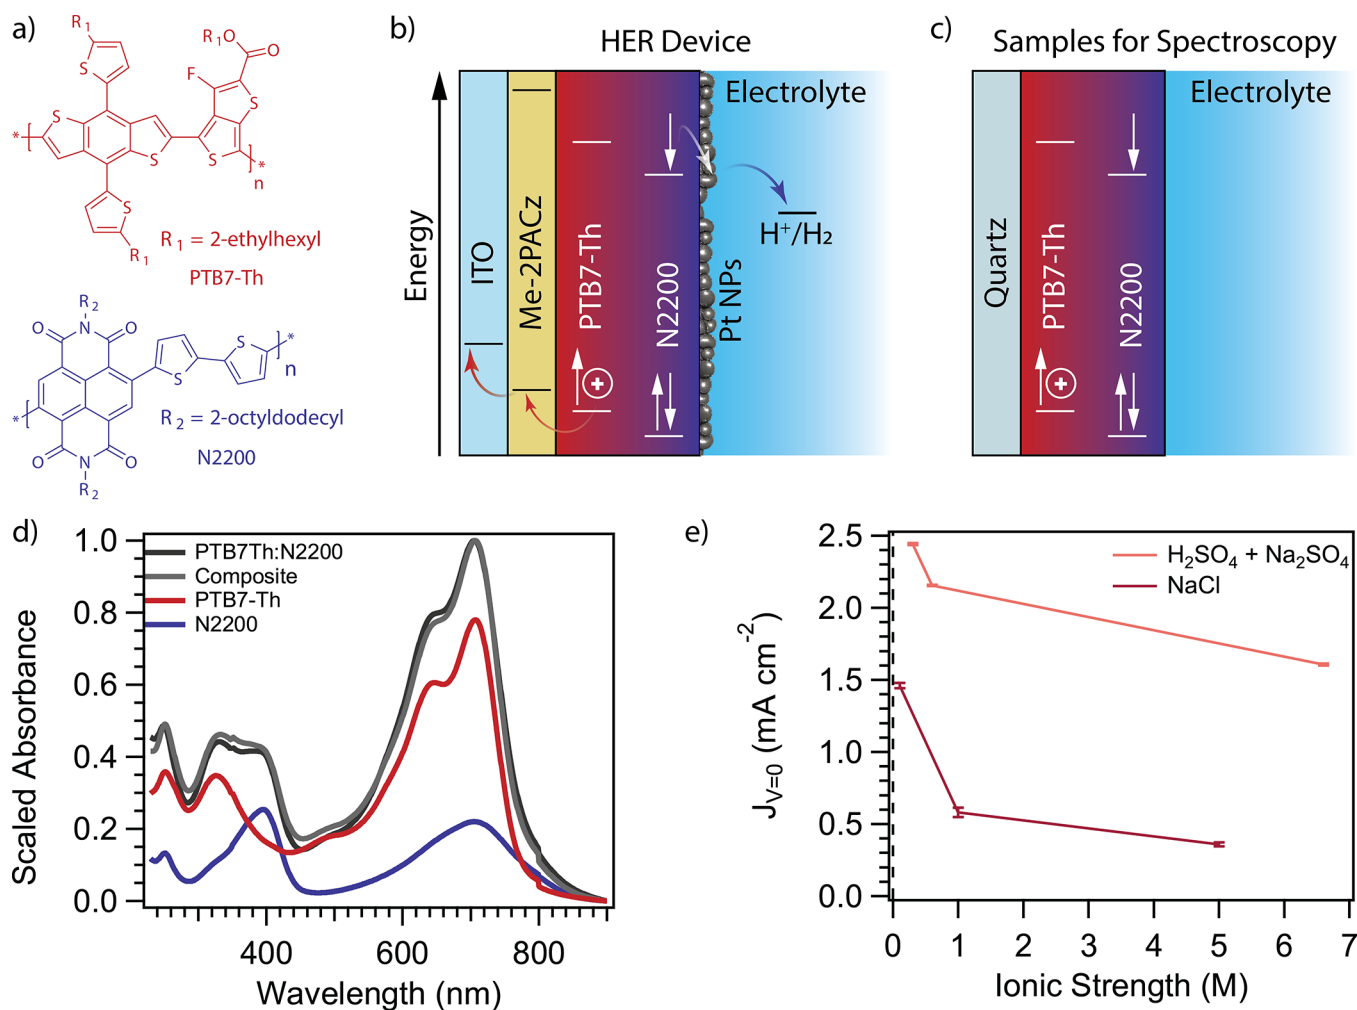 a)
R₁
S
R₁O
O
F
S
S
*
S
S
*
n
S
R₁
R₁ = 2-ethylhexyl
PTB7-Th
R₂
O
N
O
S
*
S
n
*
R₂ = 2-octyldodecyl
O
N
O
R₂
N2200
b)
HER Device
Energy
ITO
Me-2PACz
PTB7-Th
+
N2200
Pt NPs
Electrolyte
H⁺/H₂
c)
Samples for Spectroscopy
Quartz
PTB7-Th
+
N2200
Electrolyte
d)
PTB7Th:N2200
Composite
PTB7-Th
N2200
Scaled Absorbance
1.0
0.8
0.6
0.4
0.2
0.0
400
600
800
Wavelength (nm)
e)
H₂SO₄ + Na₂SO₄
NaCl
J_V=0 (mA cm⁻²)
2.5
2.0
1.5
1.0
0.5
0.0
0 1 2 3 4 5 6 7
Ionic Strength (M)